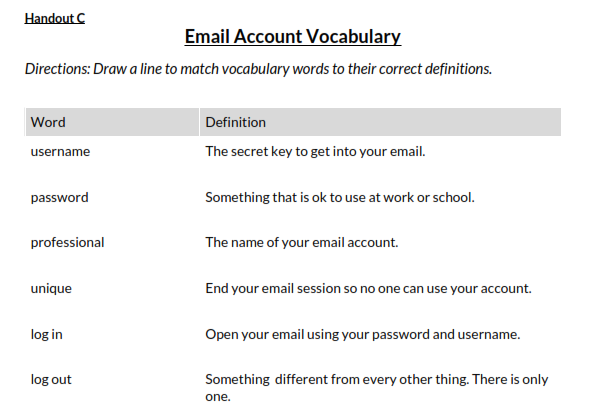 Handout C
Email Account Vocabulary
Directions: Draw a line to match vocabulary words to their correct definitions.
Word Definition
username The secret key to get into your email.
password Something that is ok to use at work or school.
professional The name of your email account.
unique End your email session so no one can use your account.
log in Open your email using your password and username.
log out Something different from every other thing. There is only
one.